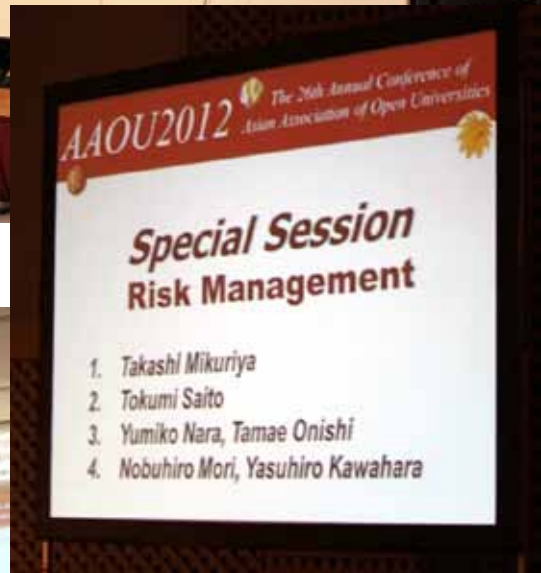 AAOU2012
The 26th Annual Conference of
Asian Association of Open Universities
Special Session
Risk Management
1. Takashi Mikuriya
2. Tokumi Saito
3. Yumiko Nara, Tamae Onishi
4. Nobuhiro Mori, Yasuhiro Kawahara